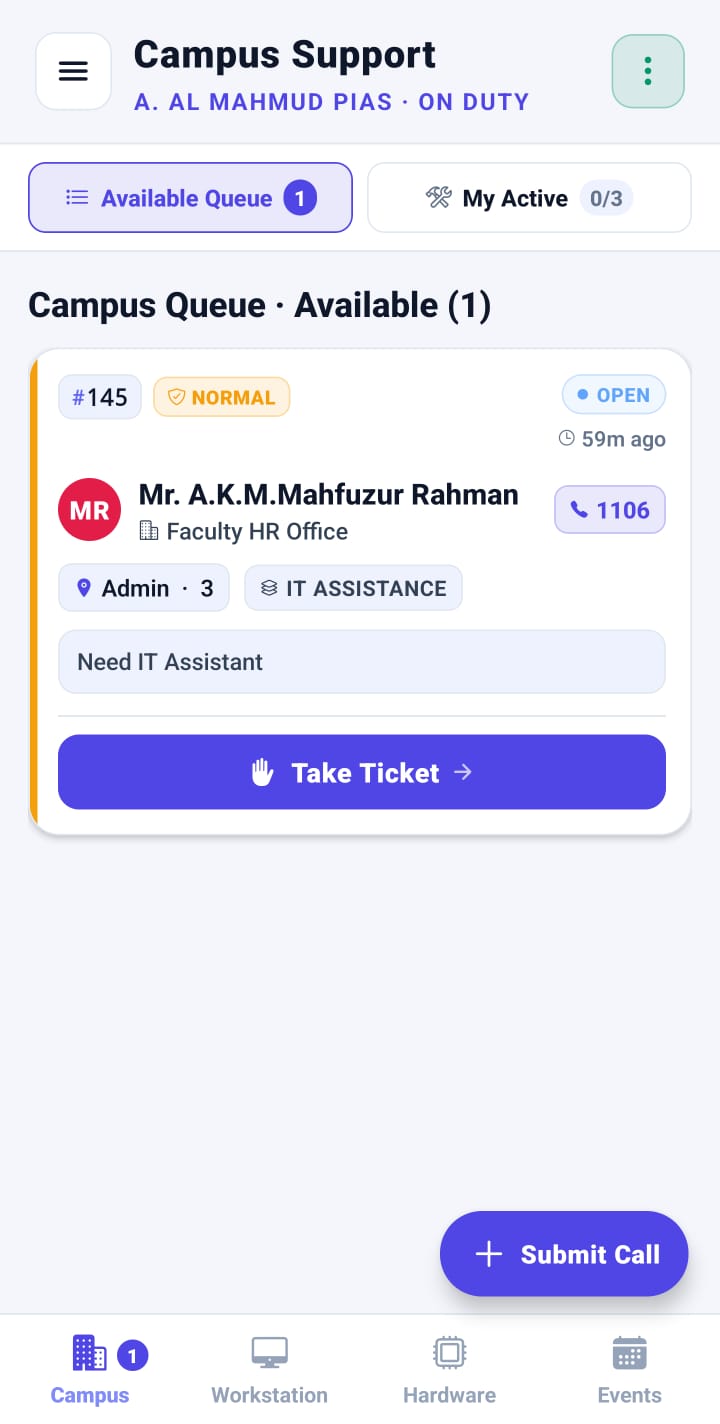 Campus Support
A. AL MAHMUD PIAS · ON DUTY
Available Queue 1
My Active 0/3
Campus Queue · Available (1)
#145 NORMAL OPEN
59m ago
MR Mr. A.K.M.Mahfuzur Rahman
Faculty HR Office
1106
Admin · 3 IT ASSISTANCE
Need IT Assistant
Take Ticket →
+ Submit Call
1
Campus Workstation Hardware Events